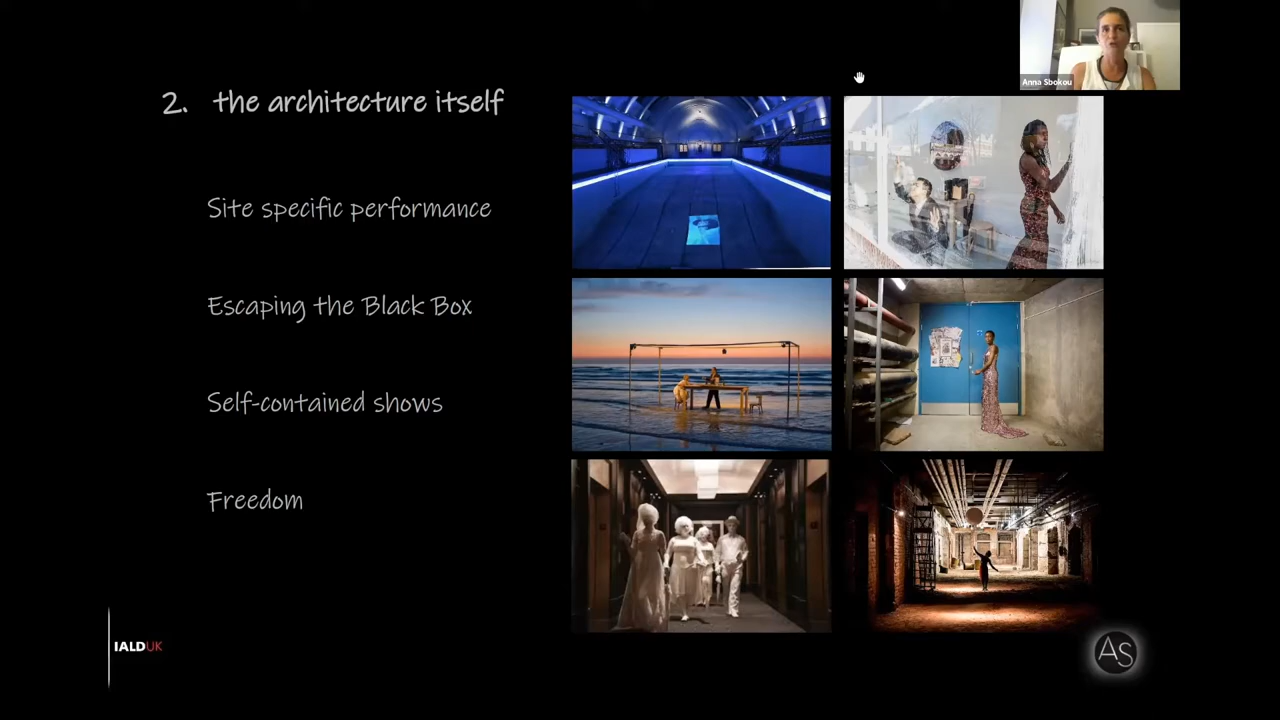 Anna Sbokou
2. the architecture itself
Site specific performance
Escaping the Black Box
Self-contained shows
Freedom
IALDUK
AS